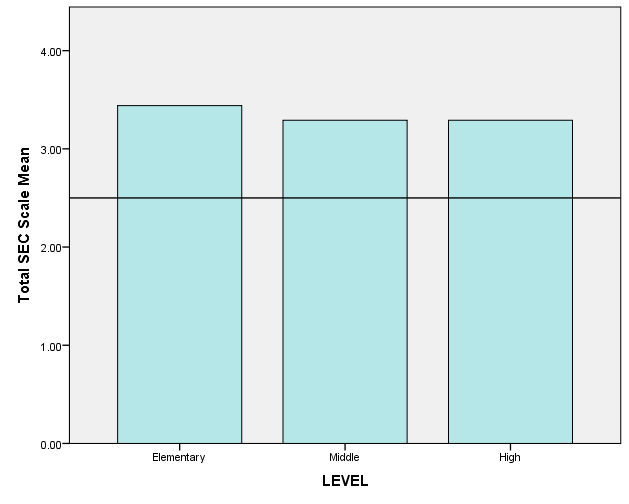 Total SEC Scale Mean
4.00
3.00
2.00
1.00
0.00
Elementary
Middle
High
LEVEL